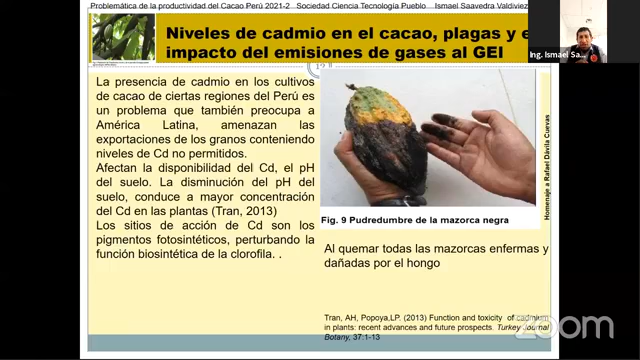 Problemática de la productividad del Cacao Perú 2021-2 Sociedad Ciencia Tecnología Pueblo Ismael Saavedra Valdiviez
Niveles de cadmio en el cacao, plagas y e
impacto del emisiones de gases al GEI
Ing. Ismael Sa...
La presencia de cadmio en los cultivos
de cacao de ciertas regiones del Perú es
un problema que también preocupa a
América Latina, amenazan las
exportaciones de los granos conteniendo
niveles de Cd no permitidos.
Afectan la disponibilidad del Cd, el pH
del suelo. La disminución del pH del
suelo, conduce a mayor concentración
del Cd en las plantas (Tran, 2013)
Los sitios de acción de Cd son los
pigmentos fotosintéticos, perturbando la
función biosintética de la clorofila. .
Homenaje a Rafael Dávila Cuevas
Fig. 9 Pudredumbre de la mazorca negra
Al quemar todas las mazorcas enfermas y
dañadas por el hongo
Tran, AH, Popoya,LP. (2013) Function and toxicity of cadmium
in plants: recent advances and future prospects. Turkey Journal
Botany, 37:1-13
zoom